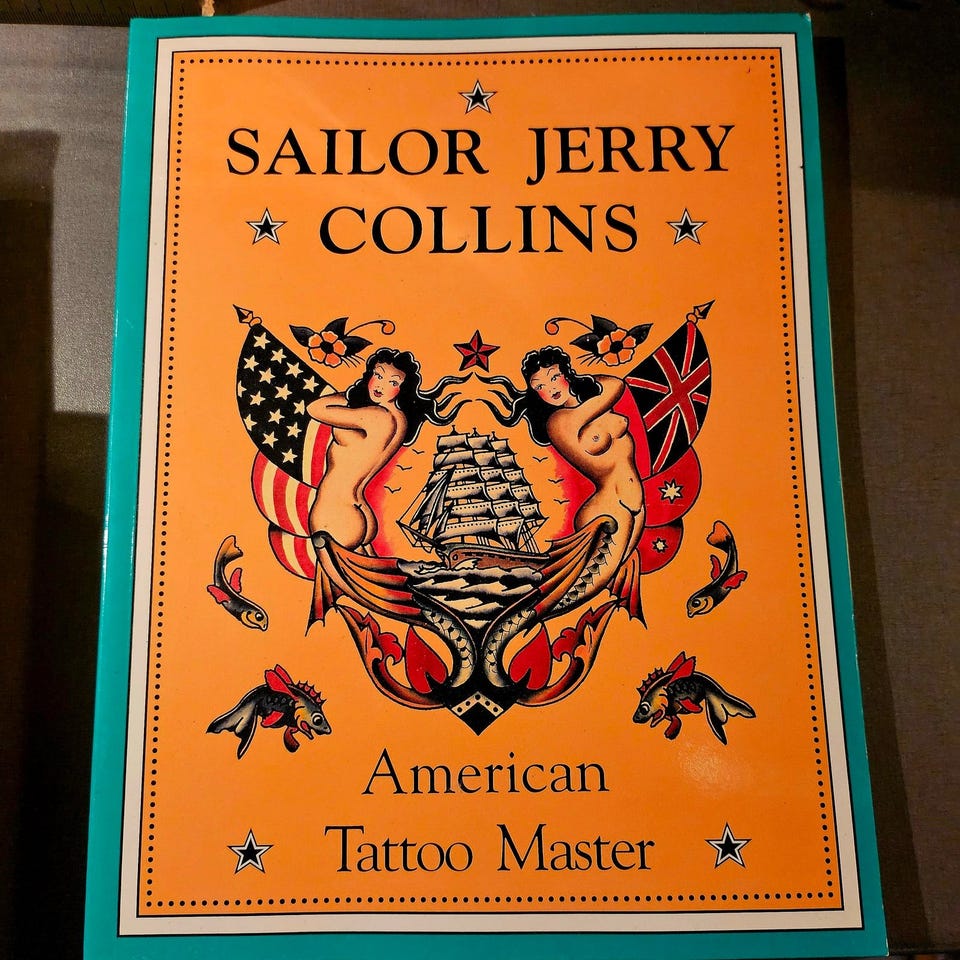 SAILOR JERRY
COLLINS
American
Tattoo Master